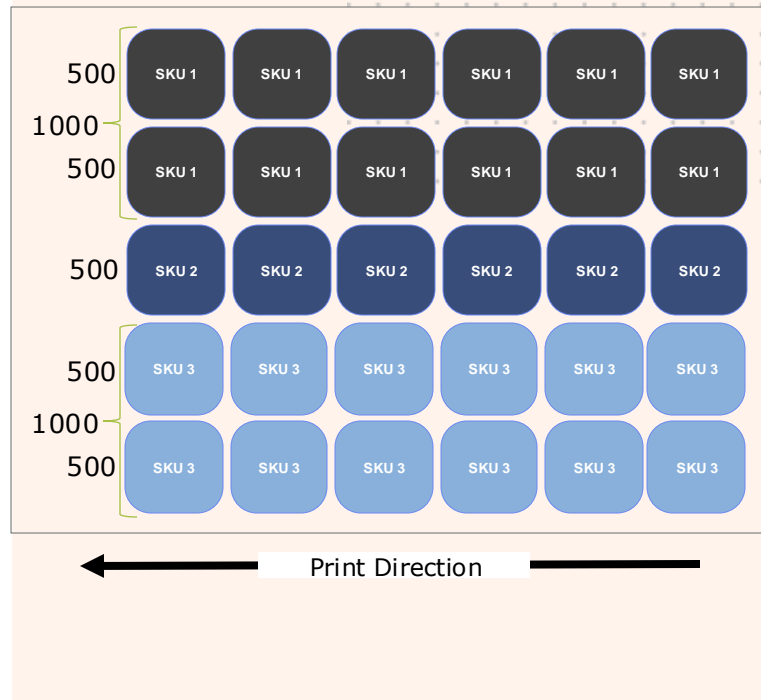 500 SKU 1 SKU 1 SKU 1 SKU 1 SKU 1 SKU 1
1000
500 SKU 1 SKU 1 SKU 1 SKU 1 SKU 1 SKU 1
500 SKU 2 SKU 2 SKU 2 SKU 2 SKU 2 SKU 2
500 SKU 3 SKU 3 SKU 3 SKU 3 SKU 3 SKU 3
1000
500 SKU 3 SKU 3 SKU 3 SKU 3 SKU 3 SKU 3
Print Direction